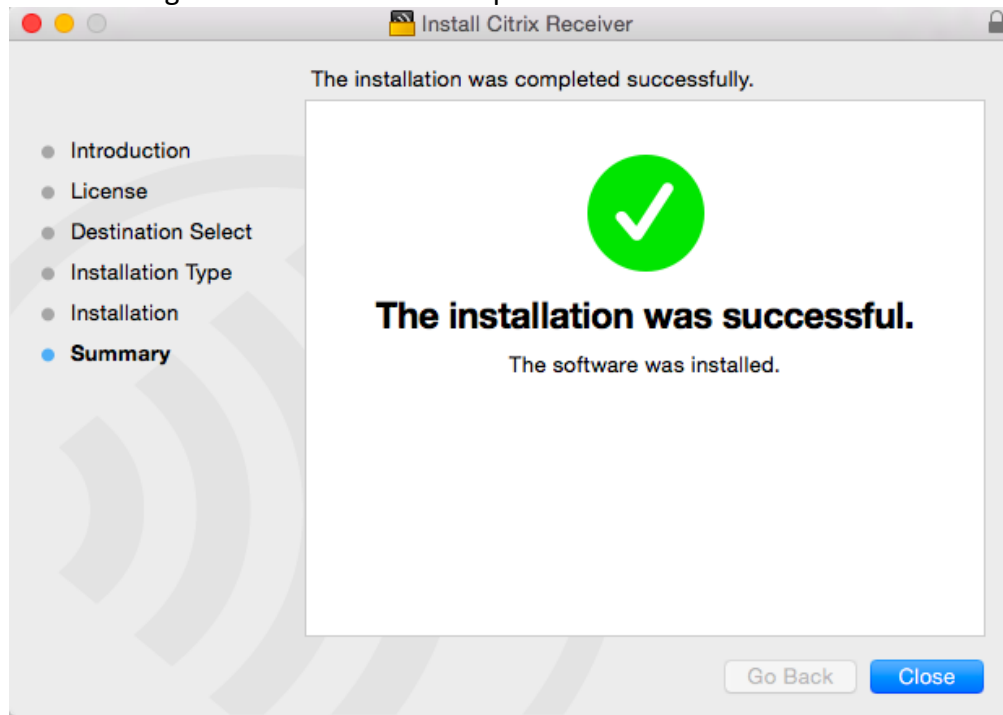 Install Citrix Receiver
The installation was completed successfully.
Introduction
License
Destination Select
Installation Type
Installation
Summary
The installation was successful.
The software was installed.
Go Back
Close